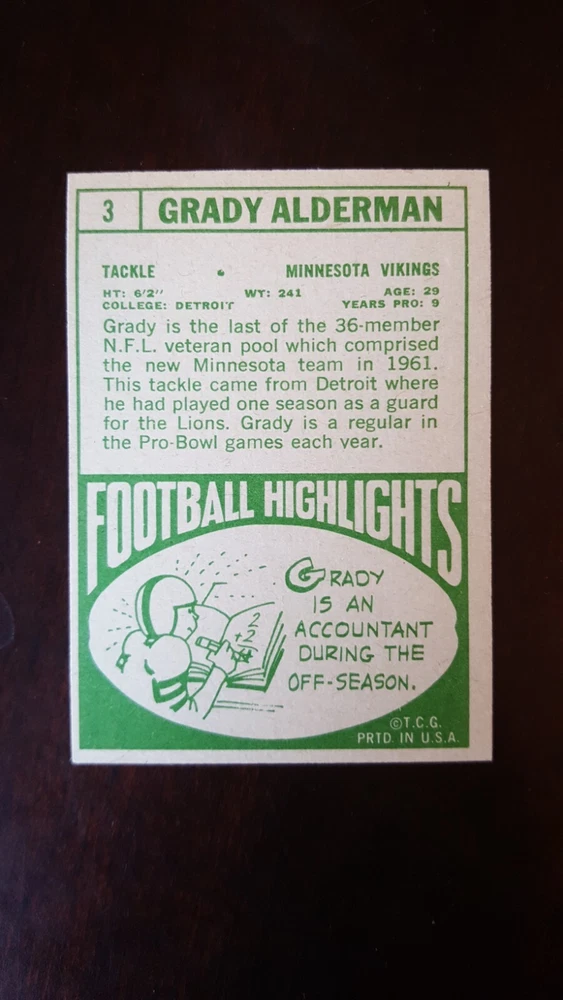 3 GRADY ALDERMAN
TACKLE • MINNESOTA VIKINGS
HT: 6'2" WT: 241 AGE: 29
COLLEGE: DETROIT YEARS PRO: 9
Grady is the last of the 36-member
N.F.L. veteran pool which comprised
the new Minnesota team in 1961.
This tackle came from Detroit where
he had played one season as a guard
for the Lions. Grady is a regular in
the Pro-Bowl games each year.
FOOTBALL HIGHLIGHTS
GRADY
IS AN
ACCOUNTANT
DURING THE
OFF-SEASON.
2
+2
©T.C.G.
PRTD. IN U.S.A.